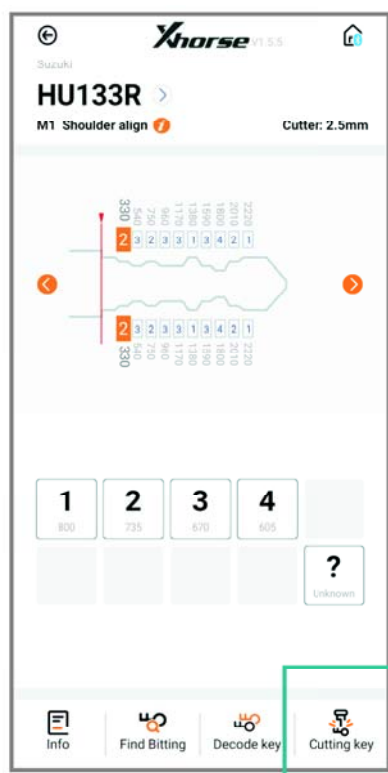 Xhorse V1.5.5
Suzuki
HU133R >
M1 Shoulder align i Cutter: 2.5mm
330 540 750 960 1170 1380 1590 1800 2010 2220
2 3 2 3 3 1 3 4 2 1
2 3 2 3 3 1 3 4 2 1
330 540 750 960 1170 1380 1590 1800 2010 2220
1 2 3 4
800 735 670 605
?
Unknown
Info Find Bitting Decode key Cutting key